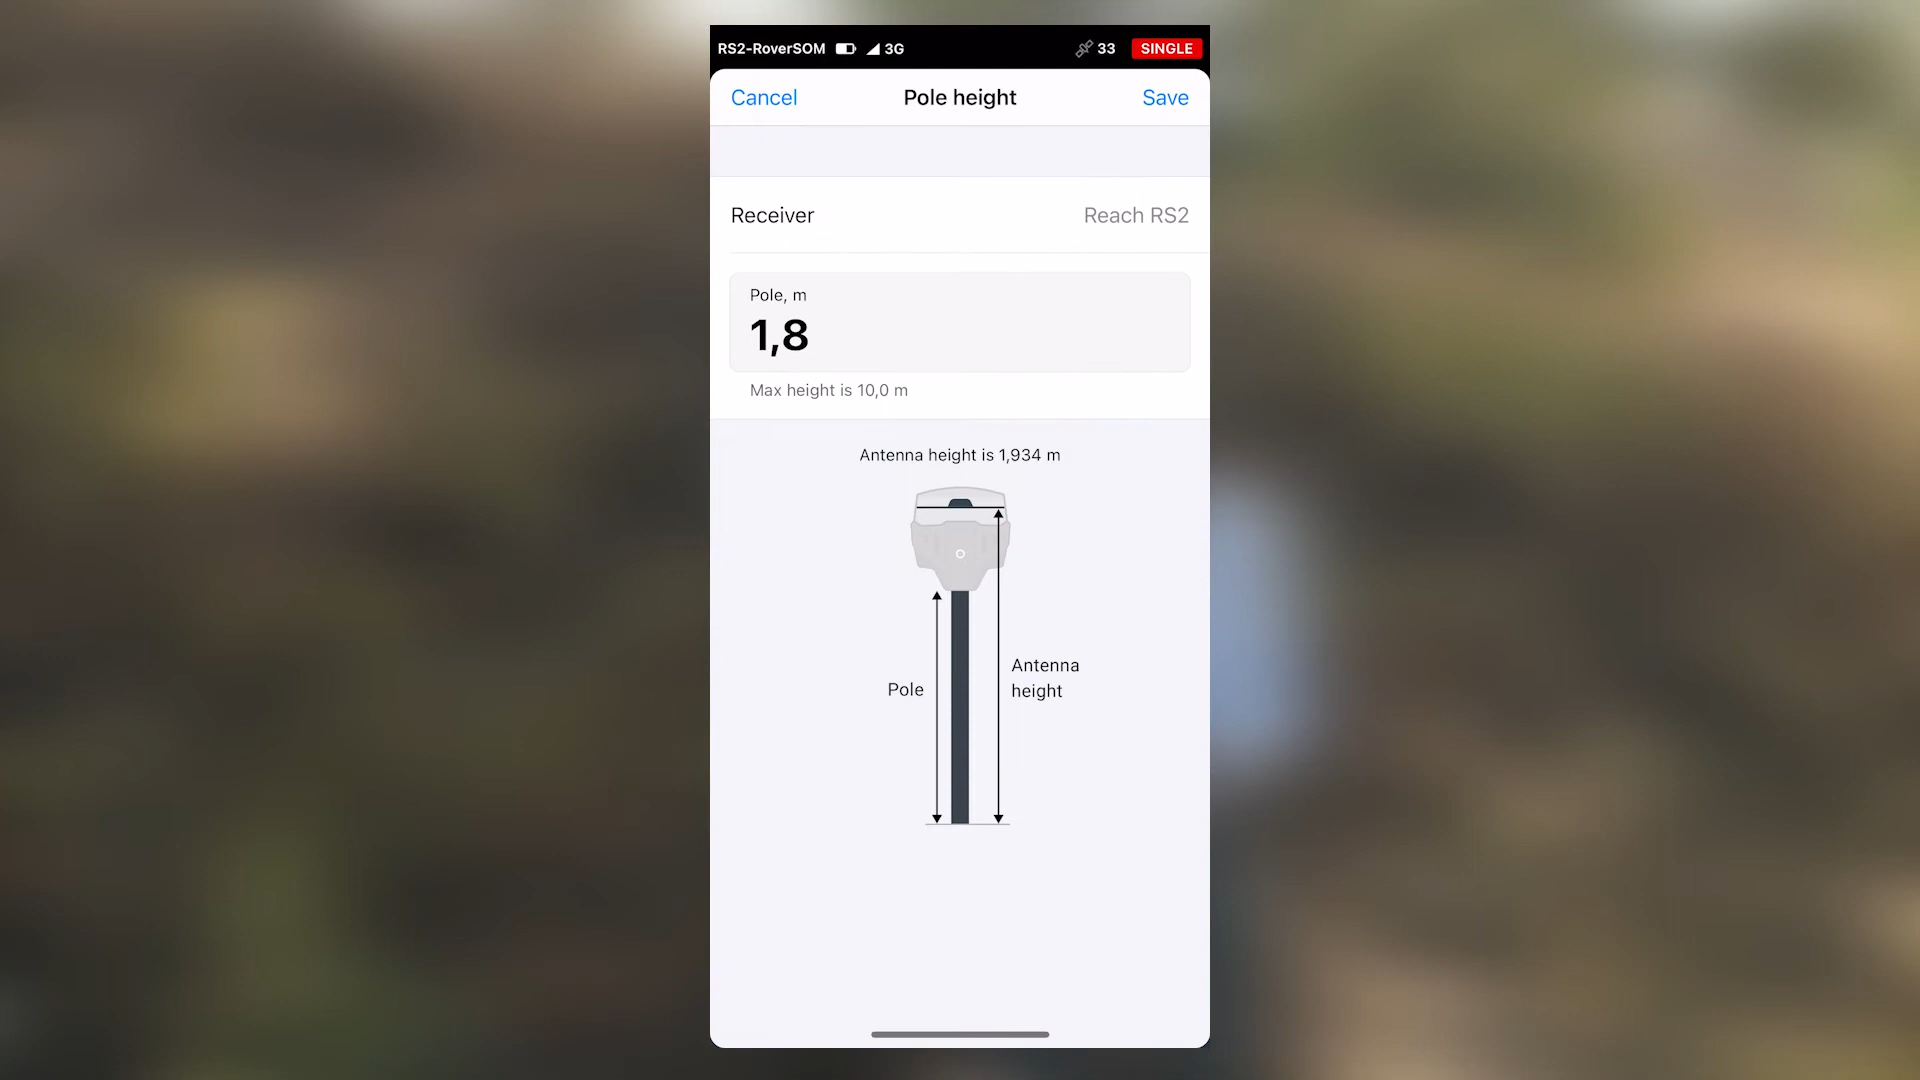 RS2-RoverSOM 3G 33 SINGLE
Cancel Pole height Save
Receiver Reach RS2
Pole, m
1,8
Max height is 10,0 m
Antenna height is 1,934 m
Pole
Antenna
height